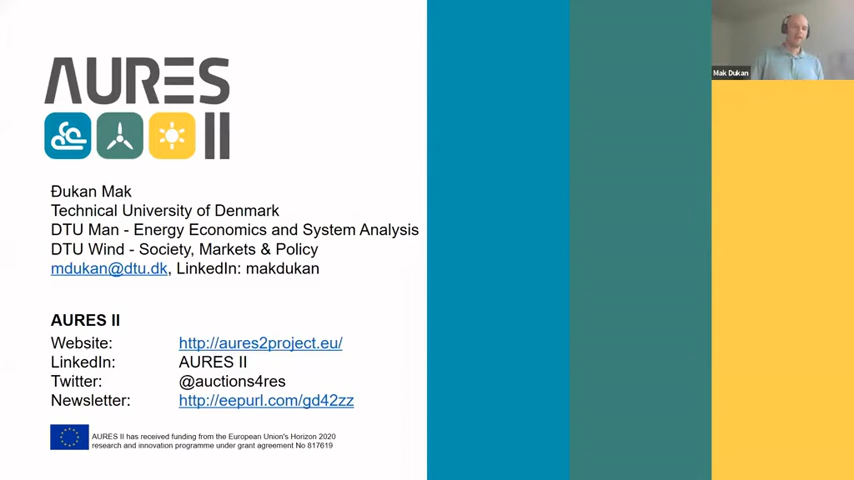 AURES
II
Đukan Mak
Technical University of Denmark
DTU Man - Energy Economics and System Analysis
DTU Wind - Society, Markets & Policy
mdukan@dtu.dk, LinkedIn: makdukan
AURES II
Website: http://aures2project.eu/
LinkedIn: AURES II
Twitter: @auctions4res
Newsletter: http://eepurl.com/gd42zz
AURES II has received funding from the European Union's Horizon 2020
research and innovation programme under grant agreement No 817619
Mak Dukan